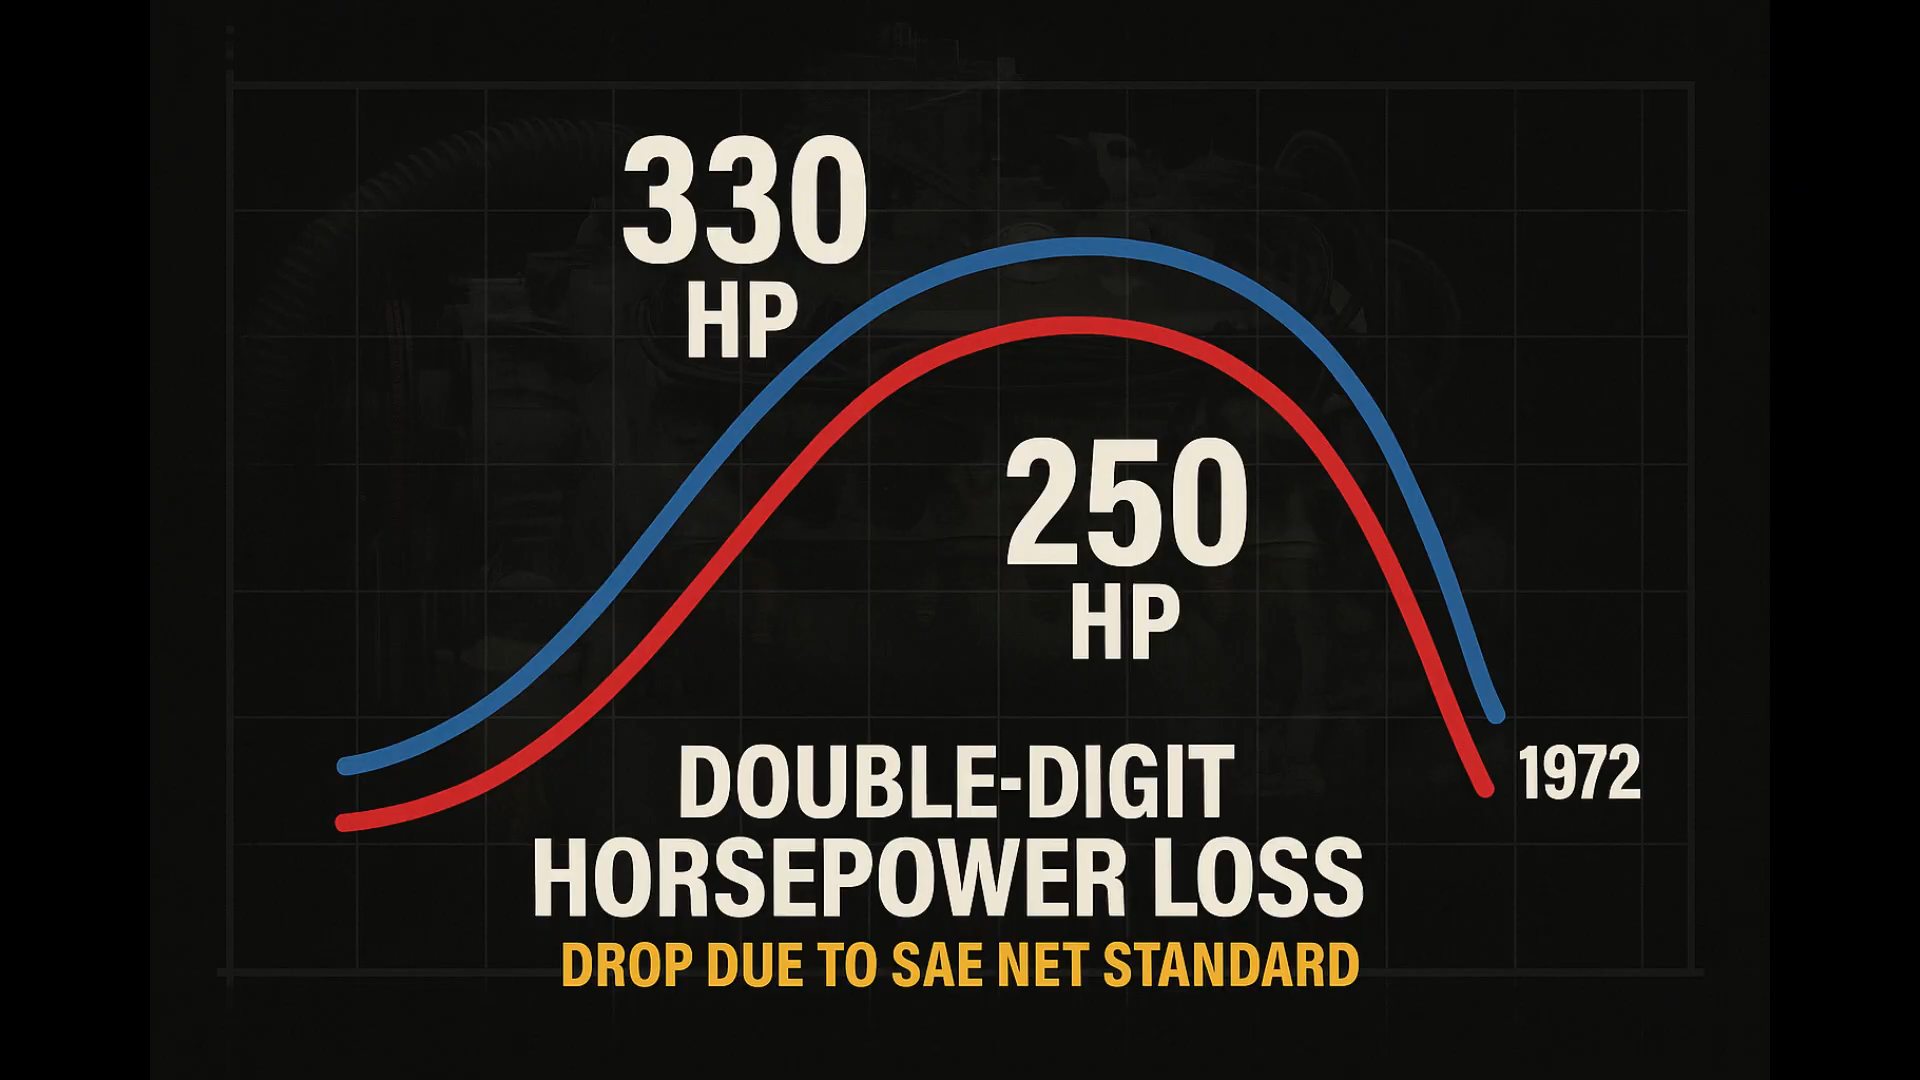 330
HP
250
HP
1972
DOUBLE-DIGIT
HORSEPOWER LOSS
DROP DUE TO SAE NET STANDARD